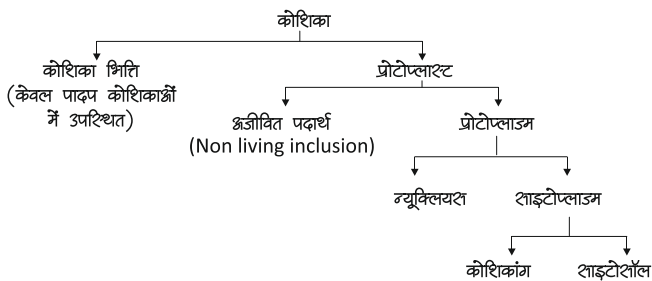 कोशिका
कोशिका भित्ति
(केवल पादप कोशिकाओं
में उपस्थित)
प्रोटोप्लास्ट
अजीवित पदार्थ
(Non living inclusion)
प्रोटोप्लाज्म
न्यूक्लियस
साइटोप्लाज्म
कोशिकांग
साइटोसॉल